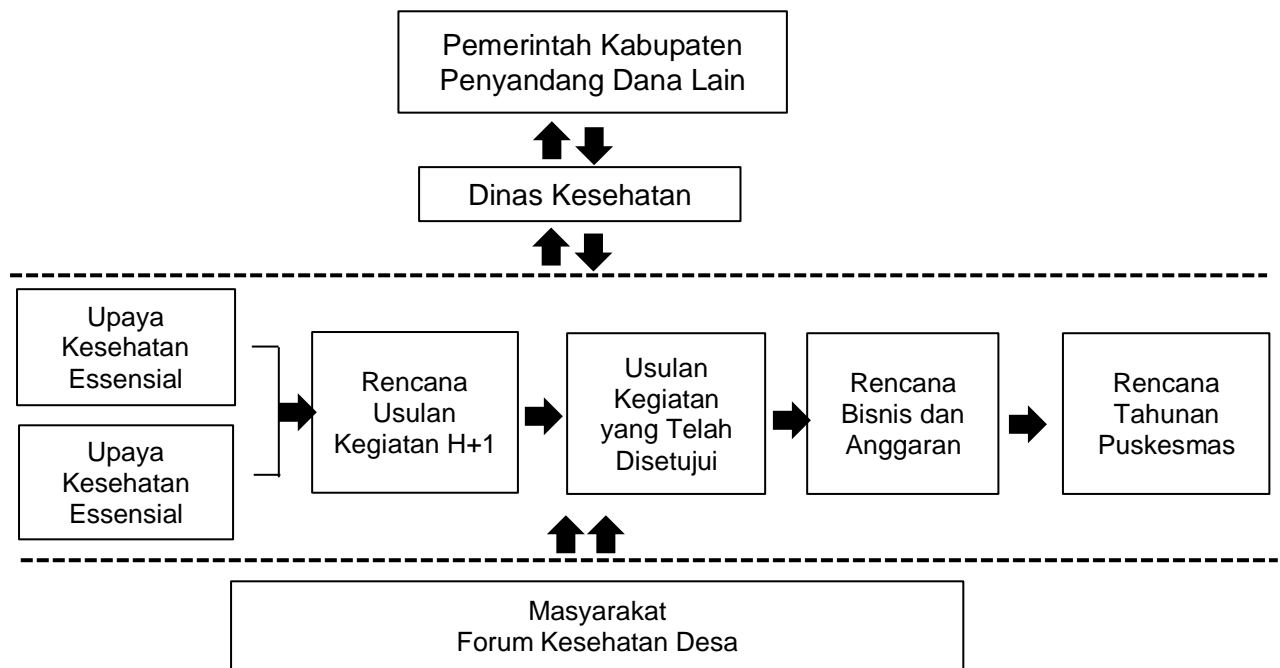 Pemerintah Kabupaten
Penyandang Dana Lain
Dinas Kesehatan
Upaya
Kesehatan
Essensial
Upaya
Kesehatan
Essensial
Rencana
Usulan
Kegiatan H+1
Usulan
Kegiatan
yang Telah
Disetujui
Rencana
Bisnis dan
Anggaran
Rencana
Tahunan
Puskesmas
Masyarakat
Forum Kesehatan Desa